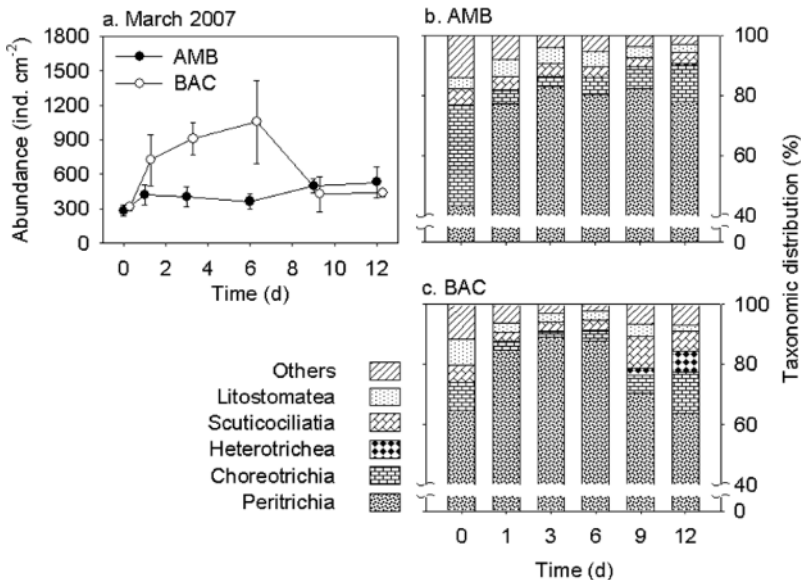 a. March 2007
Abundance (ind. cm⁻²)
1800
1500
1200
900
600
300
0
AMB
BAC
0 2 4 6 8 10 12
Time (d)
b. AMB
100
80
60
40
0
Taxonomic distribution (%)
c. BAC
100
80
60
40
0
Others
Litostomatea
Scuticociliatia
Heterotrichea
Choreotrichia
Peritrichia
0 1 3 6 9 12
Time (d)